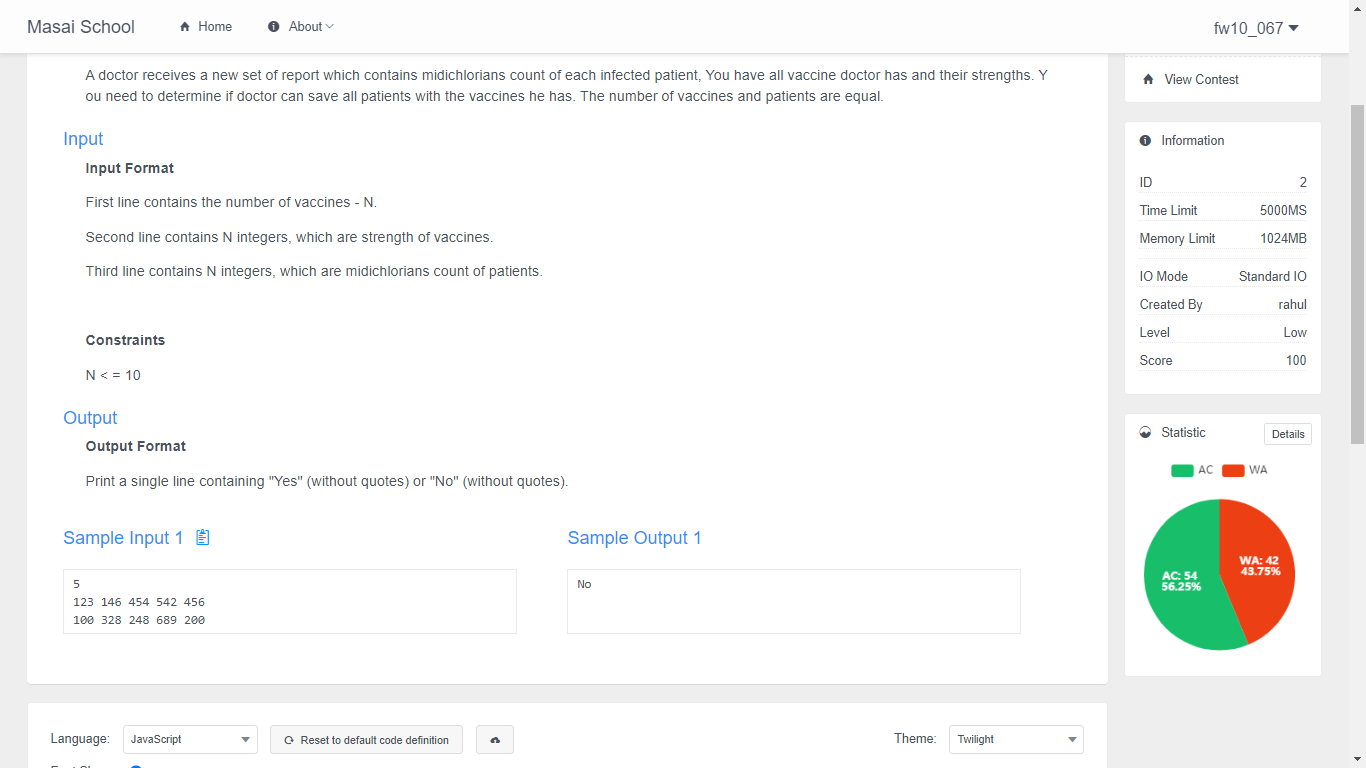 Masai School
Home
About
fw10_067
A doctor receives a new set of report which contains midichlorians count of each infected patient, You have all vaccine doctor has and their strengths. Y
ou need to determine if doctor can save all patients with the vaccines he has. The number of vaccines and patients are equal.
Input
Input Format
First line contains the number of vaccines - N.
Second line contains N integers, which are strength of vaccines.
Third line contains N integers, which are midichlorians count of patients.
Constraints
N < = 10
Output
Output Format
Print a single line containing "Yes" (without quotes) or "No" (without quotes).
Sample Input 1
Sample Output 1
5
123 146 454 542 456
100 328 248 689 200
No
Language:
JavaScript
Reset to default code definition
Theme:
Twilight
View Contest
Information
ID 2
Time Limit 5000MS
Memory Limit 1024MB
IO Mode Standard IO
Created By rahul
Level Low
Score 100
Statistic
Details
AC WA
WA: 42
43.75%
AC: 54
56.25%